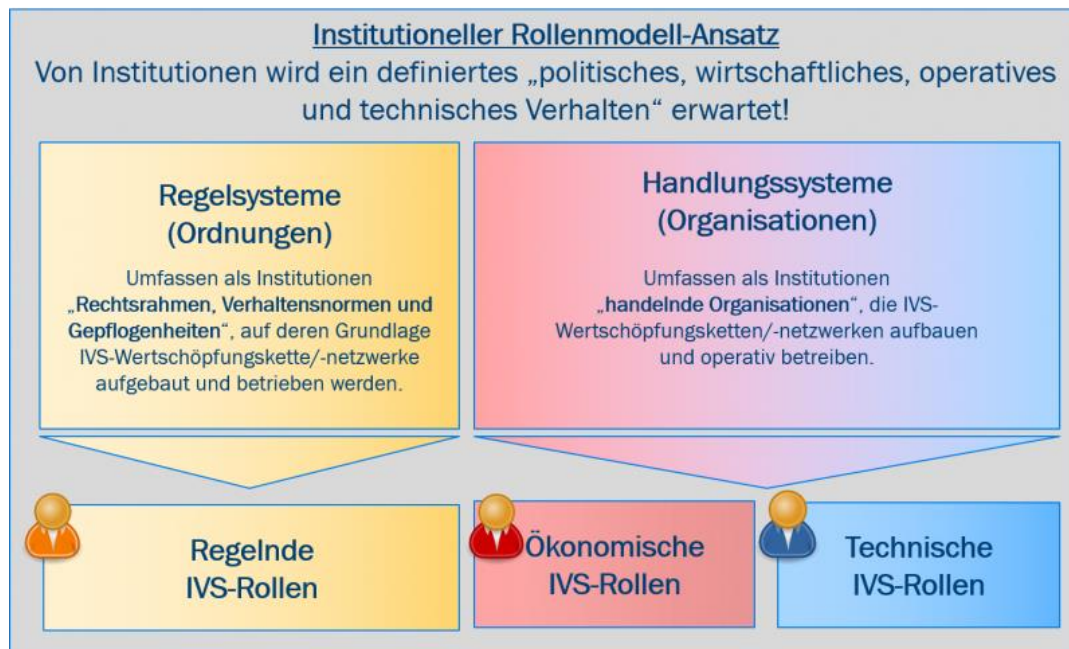 Institutioneller Rollenmodell-Ansatz
Von Institutionen wird ein definiertes „politisches, wirtschaftliches, operatives
und technisches Verhalten“ erwartet!
Regelsysteme
(Ordnungen)
Umfassen als Institutionen
„Rechtsrahmen, Verhaltensnormen und
Gepflogenheiten“, auf deren Grundlage
IVS-Wertschöpfungskette/-netzwerke
aufgebaut und betrieben werden.
Handlungssysteme
(Organisationen)
Umfassen als Institutionen
„handelnde Organisationen“, die IVS-
Wertschöpfungsketten/-netzwerken aufbauen
und operativ betreiben.
Regelnde
IVS-Rollen
Ökonomische
IVS-Rollen
Technische
IVS-Rollen